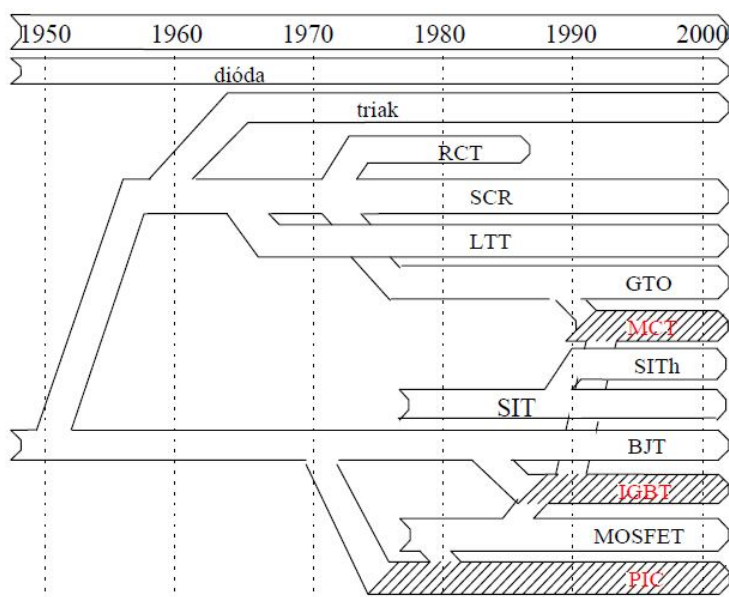 1950 1960 1970 1980 1990 2000
dióda
triak
RCT
SCR
LTT
GTO
MCT
SITh
SIT
BJT
IGBT
MOSFET
PIC